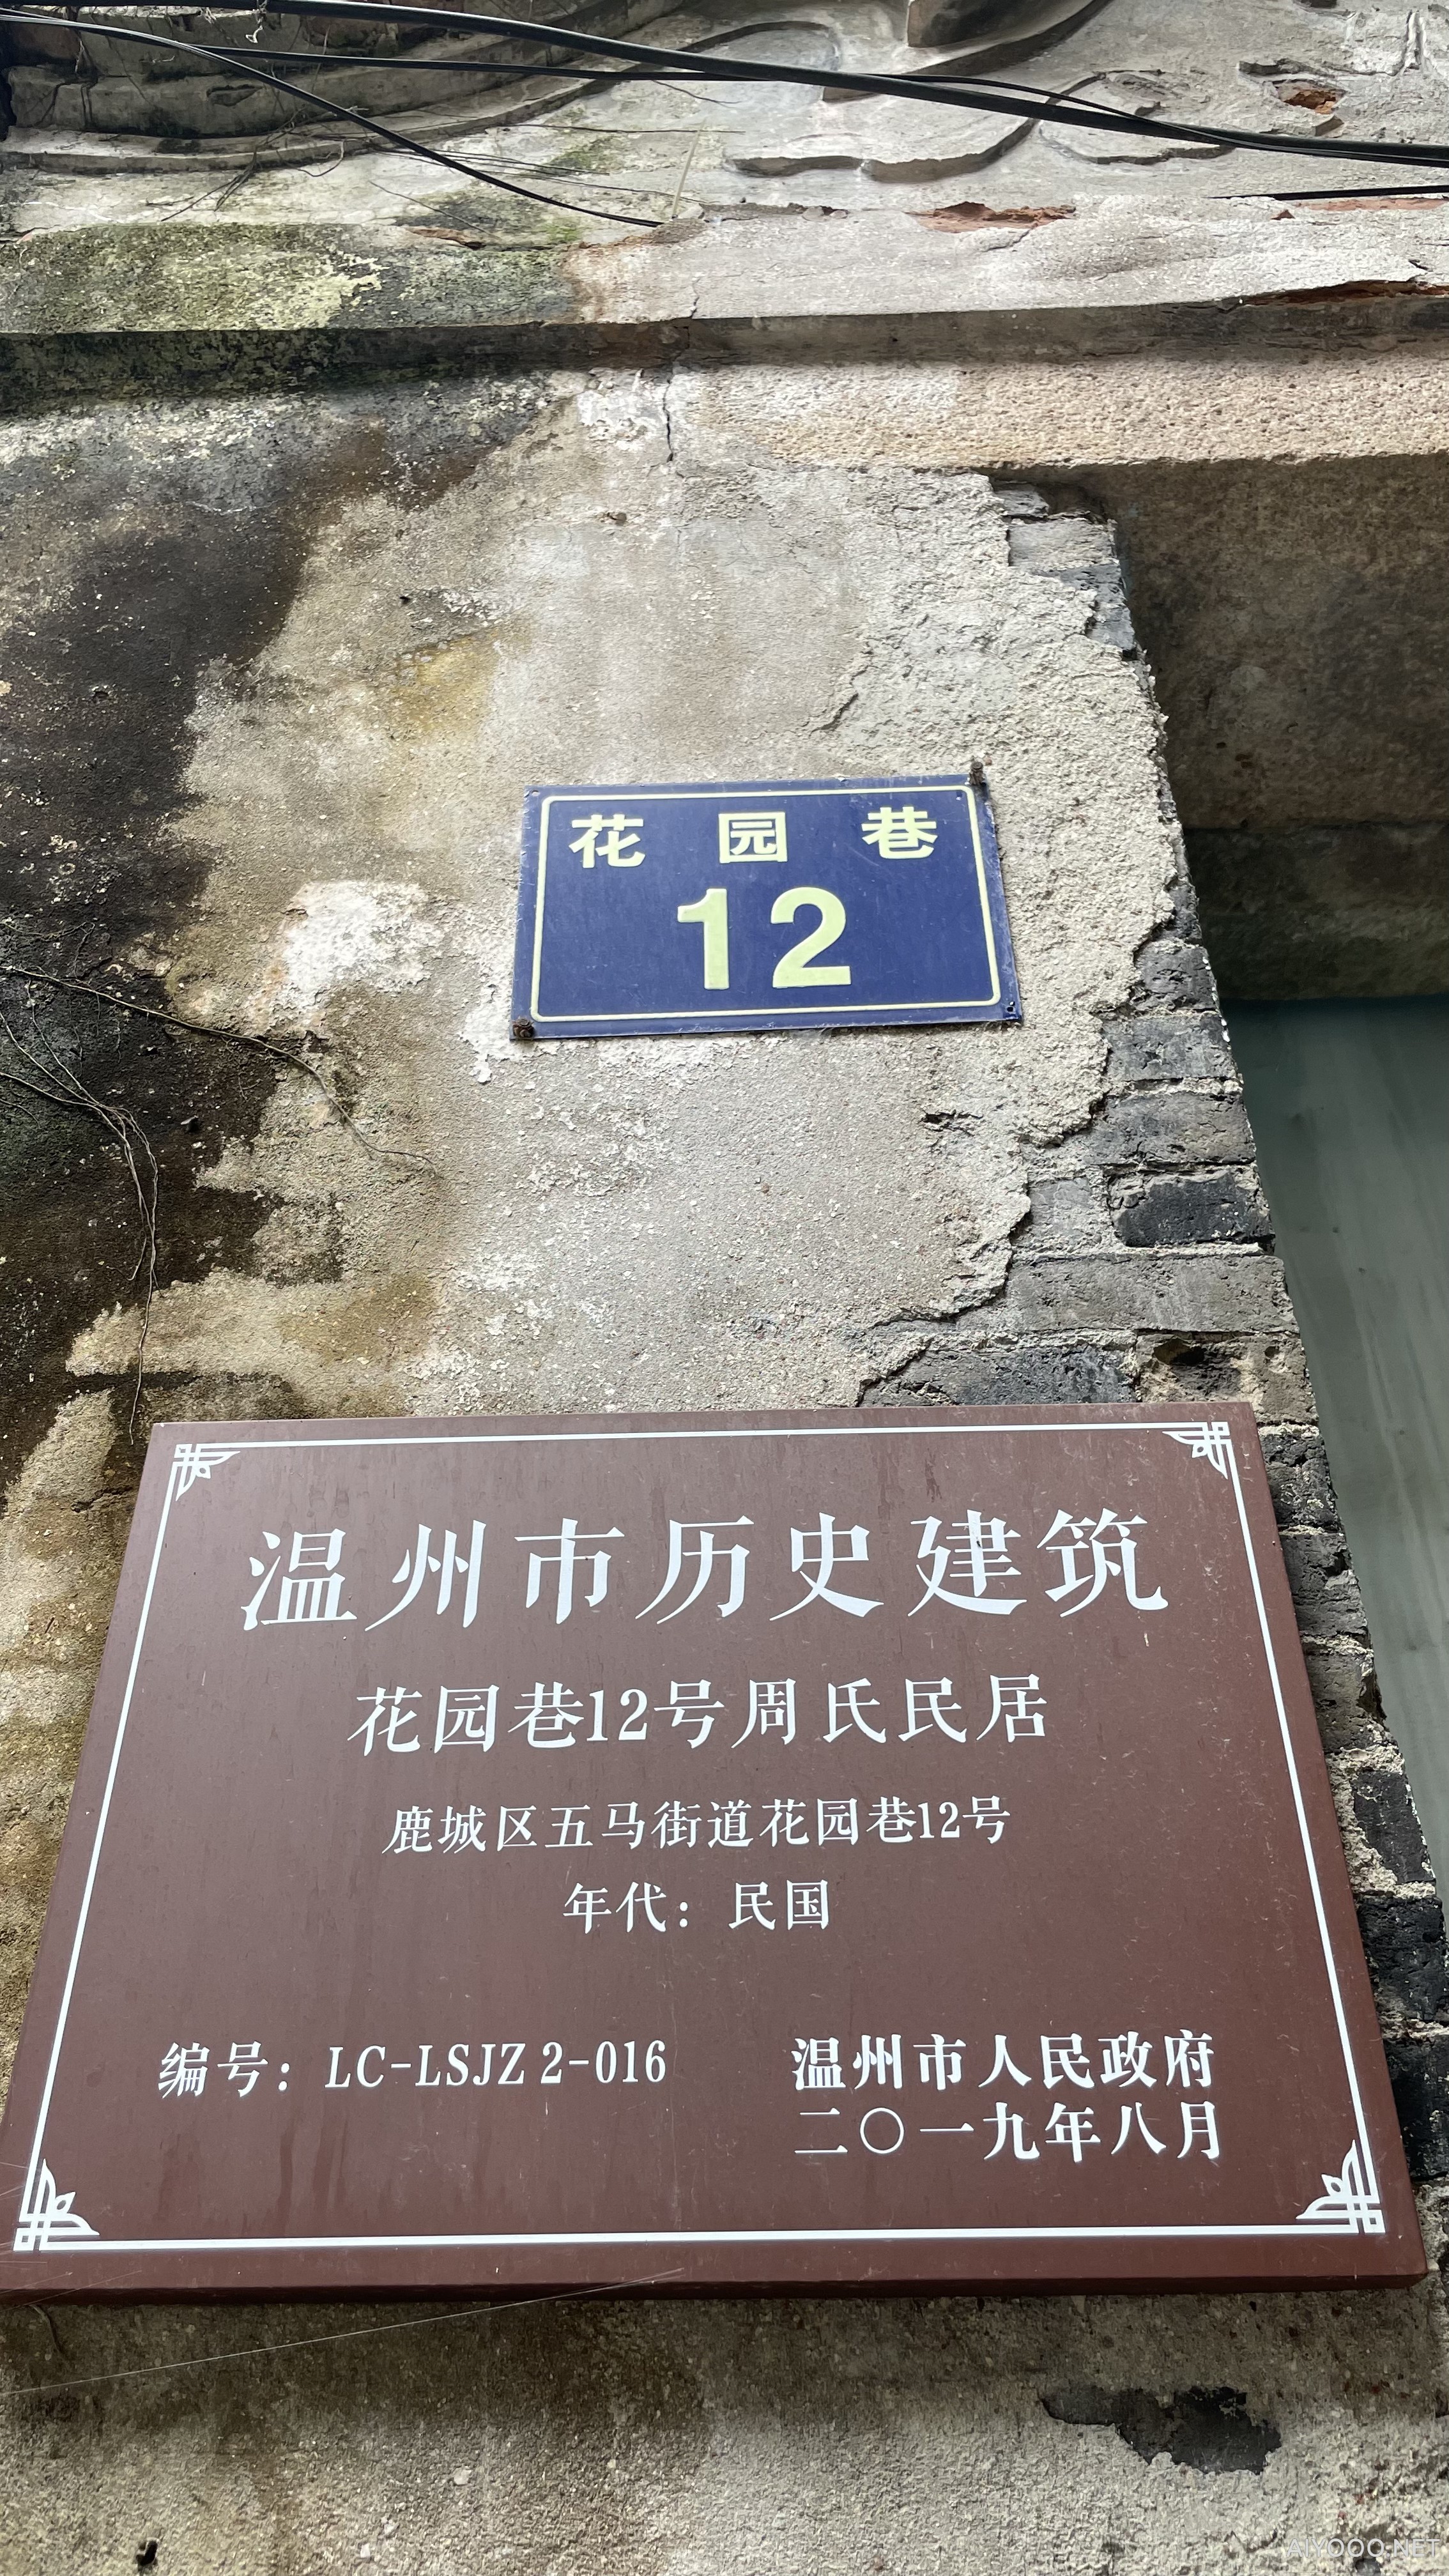 花园巷
12
温州市历史建筑
花园巷12号周氏民居
鹿城区五马街道花园巷12号
年代：民国
编号：LC-LSJZ 2-016
温州市人民政府
二〇一九年八月
AIYOOO.NET